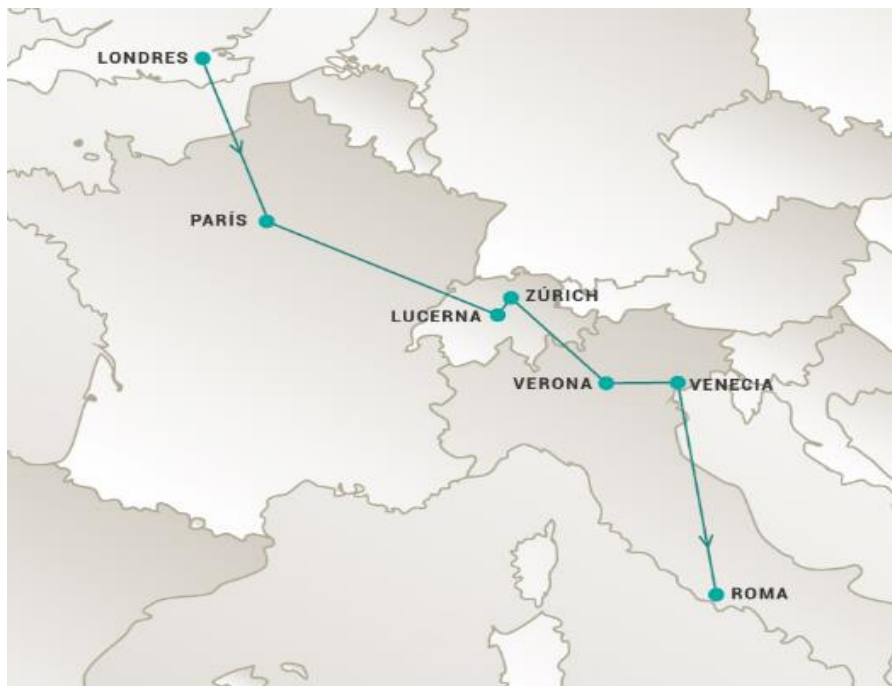 LONDRES
PARÍS
ZÚRICH
LUCERNA
VERONA
VENECIA
ROMA